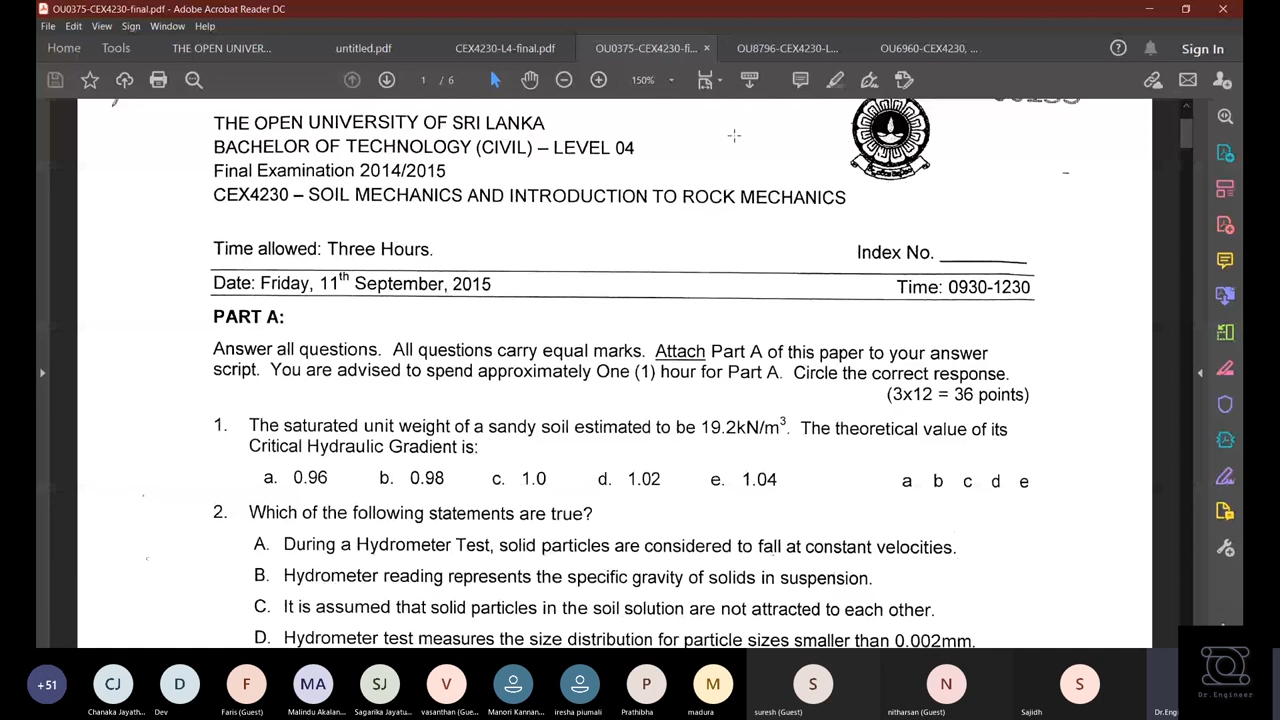 OU0375-CEX4230-final.pdf - Adobe Acrobat Reader DC
File Edit View Sign Window Help
Home Tools THE OPEN UNIVER... untitled.pdf CEX4230-L4-final.pdf OU0375-CEX4230-fi... × OU8796-CEX4230-L... OU6960-CEX4230, ... Sign In
1 / 6 150%
THE OPEN UNIVERSITY OF SRI LANKA
BACHELOR OF TECHNOLOGY (CIVIL) – LEVEL 04
Final Examination 2014/2015
CEX4230 – SOIL MECHANICS AND INTRODUCTION TO ROCK MECHANICS
Time allowed: Three Hours. Index No. ________
Date: Friday, 11th September, 2015 Time: 0930-1230
PART A:
Answer all questions. All questions carry equal marks. Attach Part A of this paper to your answer
script. You are advised to spend approximately One (1) hour for Part A. Circle the correct response.
(3x12 = 36 points)
1. The saturated unit weight of a sandy soil estimated to be 19.2kN/m3. The theoretical value of its
Critical Hydraulic Gradient is:
a. 0.96 b. 0.98 c. 1.0 d. 1.02 e. 1.04 a b c d e
2. Which of the following statements are true?
A. During a Hydrometer Test, solid particles are considered to fall at constant velocities.
B. Hydrometer reading represents the specific gravity of solids in suspension.
C. It is assumed that solid particles in the soil solution are not attracted to each other.
D. Hydrometer test measures the size distribution for particle sizes smaller than 0.002mm.
+51 CJ D F MA SJ V P M S N S
Chanaka Jayath... Dev Faris (Guest) Malindu Akalan... Sagarika Jayatu... vasanthan (Gue... Manori Kannan... iresha piumali Prathibha madura suresh (Guest) nitharsan (Guest) Sajidh Dr.Eng
Dr.Engineer